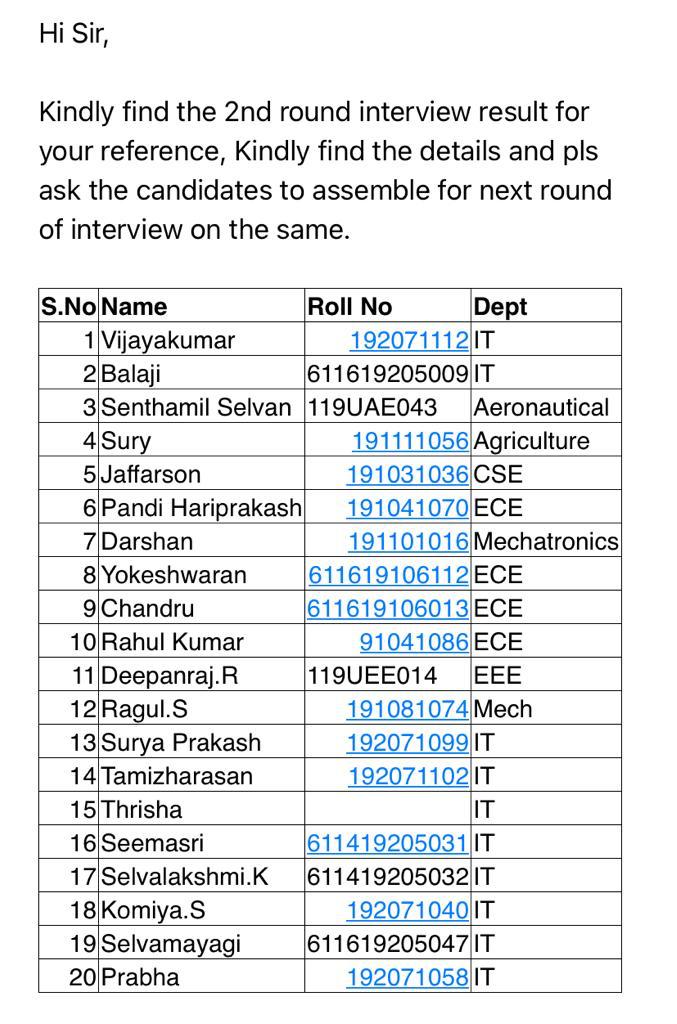 Hi Sir,
Kindly find the 2nd round interview result for
your reference, Kindly find the details and pls
ask the candidates to assemble for next round
of interview on the same.
S.No Name Roll No Dept
1 Vijayakumar 192071112 IT
2 Balaji 611619205009 IT
3 Senthamil Selvan 119UAE043 Aeronautical
4 Sury 191111056 Agriculture
5 Jaffarson 191031036 CSE
6 Pandi Hariprakash 191041070 ECE
7 Darshan 191101016 Mechatronics
8 Yokeshwaran 611619106112 ECE
9 Chandru 611619106013 ECE
10 Rahul Kumar 91041086 ECE
11 Deepanraj.R 119UEE014 EEE
12 Ragul.S 191081074 Mech
13 Surya Prakash 192071099 IT
14 Tamizharasan 192071102 IT
15 Thrisha IT
16 Seemasri 611419205031 IT
17 Selvalakshmi.K 611419205032 IT
18 Komiya.S 192071040 IT
19 Selvamayagi 611619205047 IT
20 Prabha 192071058 IT